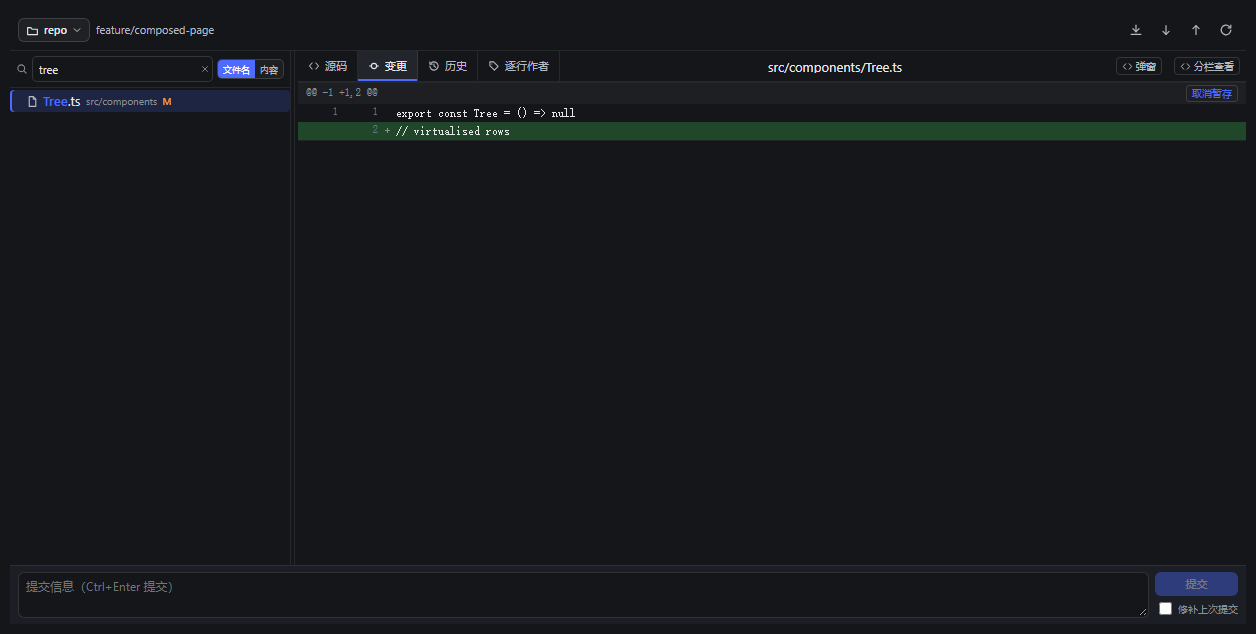 repo feature/composed-page
tree 文件名 内容
Tree.ts src/components M
源码 变更 历史 逐行作者 src/components/Tree.ts 弹窗 分栏查看
@@ -1 +1,2 @@ 取消暂存
1 1 export const Tree = () => null
2 + // virtualised rows
提交信息（Ctrl+Enter 提交） 提交
修补上次提交